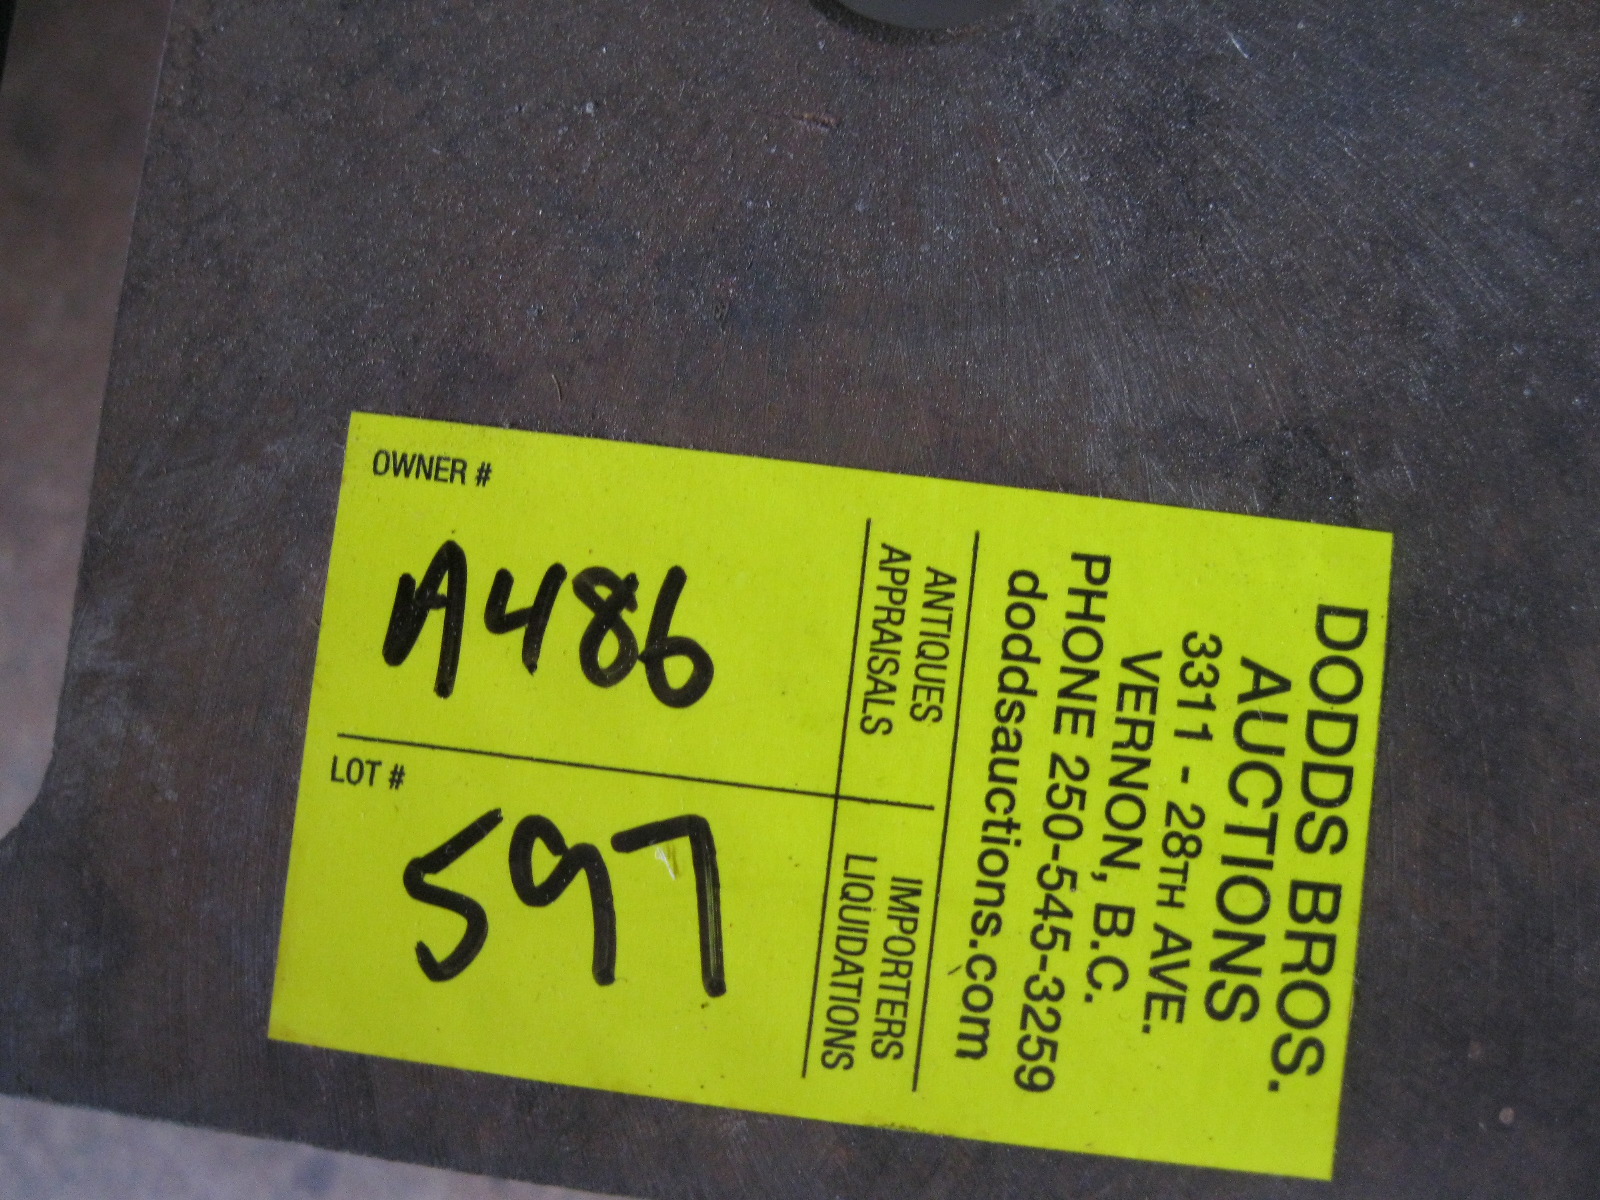 DODDS BROS.
AUCTIONS
3311 - 28TH AVE.
VERNON, B.C.
PHONE 250-545-3259
doddsauctions.com
ANTIQUES
APPRAISALS
IMPORTERS
LIQUIDATIONS
OWNER #
A486
LOT #
597